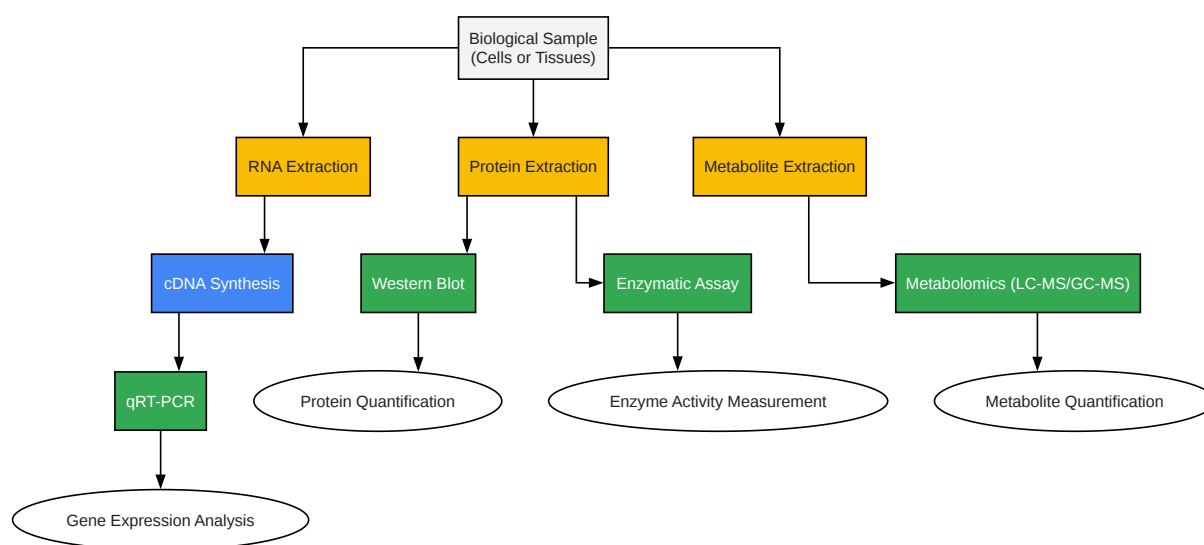 Biological Sample
(Cells or Tissues)
RNA Extraction
Protein Extraction
Metabolite Extraction
cDNA Synthesis
Western Blot
Enzymatic Assay
Metabolomics (LC-MS/GC-MS)
qRT-PCR
Protein Quantification
Enzyme Activity Measurement
Metabolite Quantification
Gene Expression Analysis